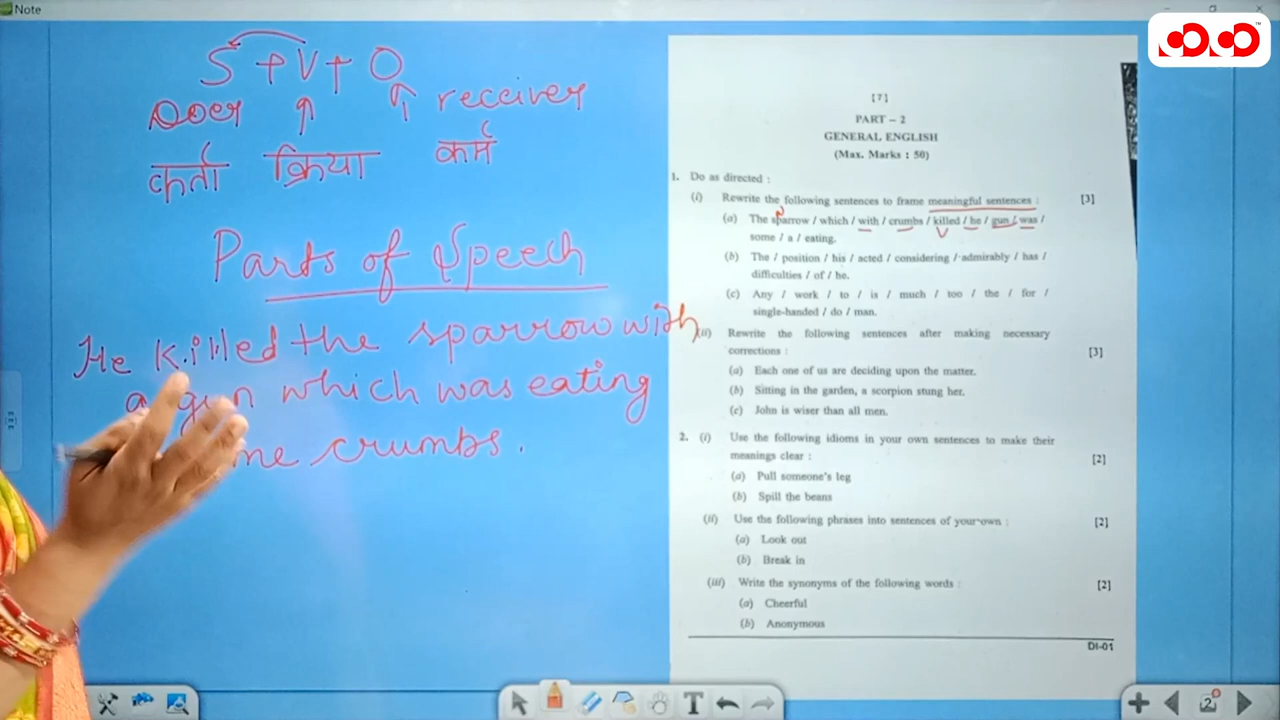 Note
S + V + O
Doer receiver
कर्ता क्रिया कर्म
Parts of Speech
He killed the sparrow with
a gun which was eating
crumbs.
[7]
PART – 2
GENERAL ENGLISH
(Max. Marks : 50)
1. Do as directed :
(i) Rewrite the following sentences to frame meaningful sentences : [3]
(a) The sparrow / which / with / crumbs / killed / he / gun / was /
some / a / eating.
N
V
(b) The / position / his / acted / considering / admirably / has /
difficulties / of / he.
(c) Any / work / to / is / much / too / the / for /
single-handed / do / man.
(ii) Rewrite the following sentences after making necessary
corrections : [3]
(a) Each one of us are deciding upon the matter.
(b) Sitting in the garden, a scorpion stung her.
(c) John is wiser than all men.
2. (i) Use the following idioms in your own sentences to make their
meanings clear : [2]
(a) Pull someone's leg
(b) Spill the beans
(ii) Use the following phrases into sentences of your own : [2]
(a) Look out
(b) Break in
(iii) Write the synonyms of the following words : [2]
(a) Cheerful
(b) Anonymous
DI-01
T
2